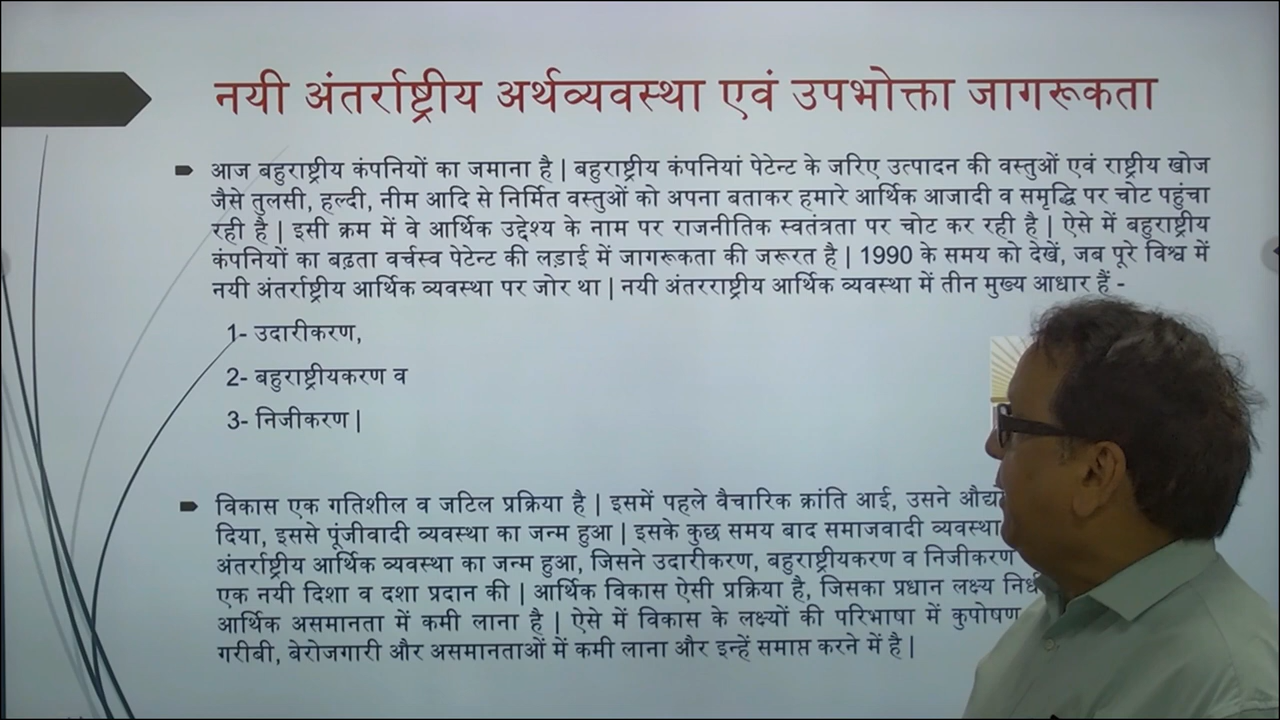 नयी अंतर्राष्ट्रीय अर्थव्यवस्था एवं उपभोक्ता जागरूकता
आज बहुराष्ट्रीय कंपनियों का जमाना है | बहुराष्ट्रीय कंपनियां पेटेन्ट के जरिए उत्पादन की वस्तुओं एवं राष्ट्रीय खोज
जैसे तुलसी, हल्दी, नीम आदि से निर्मित वस्तुओं को अपना बताकर हमारे आर्थिक आजादी व समृद्धि पर चोट पहुंचा
रही है | इसी क्रम में वे आर्थिक उद्देश्य के नाम पर राजनीतिक स्वतंत्रता पर चोट कर रही है | ऐसे में बहुराष्ट्रीय
कंपनियों का बढ़ता वर्चस्व पेटेन्ट की लड़ाई में जागरूकता की जरूरत है | 1990 के समय को देखें, जब पूरे विश्व में
नयी अंतर्राष्ट्रीय आर्थिक व्यवस्था पर जोर था | नयी अंतरराष्ट्रीय आर्थिक व्यवस्था में तीन मुख्य आधार हैं -
1- उदारीकरण,
2- बहुराष्ट्रीयकरण व
3- निजीकरण |
विकास एक गतिशील व जटिल प्रक्रिया है | इसमें पहले वैचारिक क्रांति आई, उसने
दिया, इससे पूंजीवादी व्यवस्था का जन्म हुआ | इसके कुछ समय बाद समाजवादी व्यवस्था
अंतर्राष्ट्रीय आर्थिक व्यवस्था का जन्म हुआ, जिसने उदारीकरण, बहुराष्ट्रीयकरण व निजीकरण
एक नयी दिशा व दशा प्रदान की | आर्थिक विकास ऐसी प्रक्रिया है, जिसका प्रधान लक्ष्य
आर्थिक असमानता में कमी लाना है | ऐसे में विकास के लक्ष्यों की परिभाषा में कुपोषण
गरीबी, बेरोजगारी और असमानताओं में कमी लाना और इन्हें समाप्त करने में है |